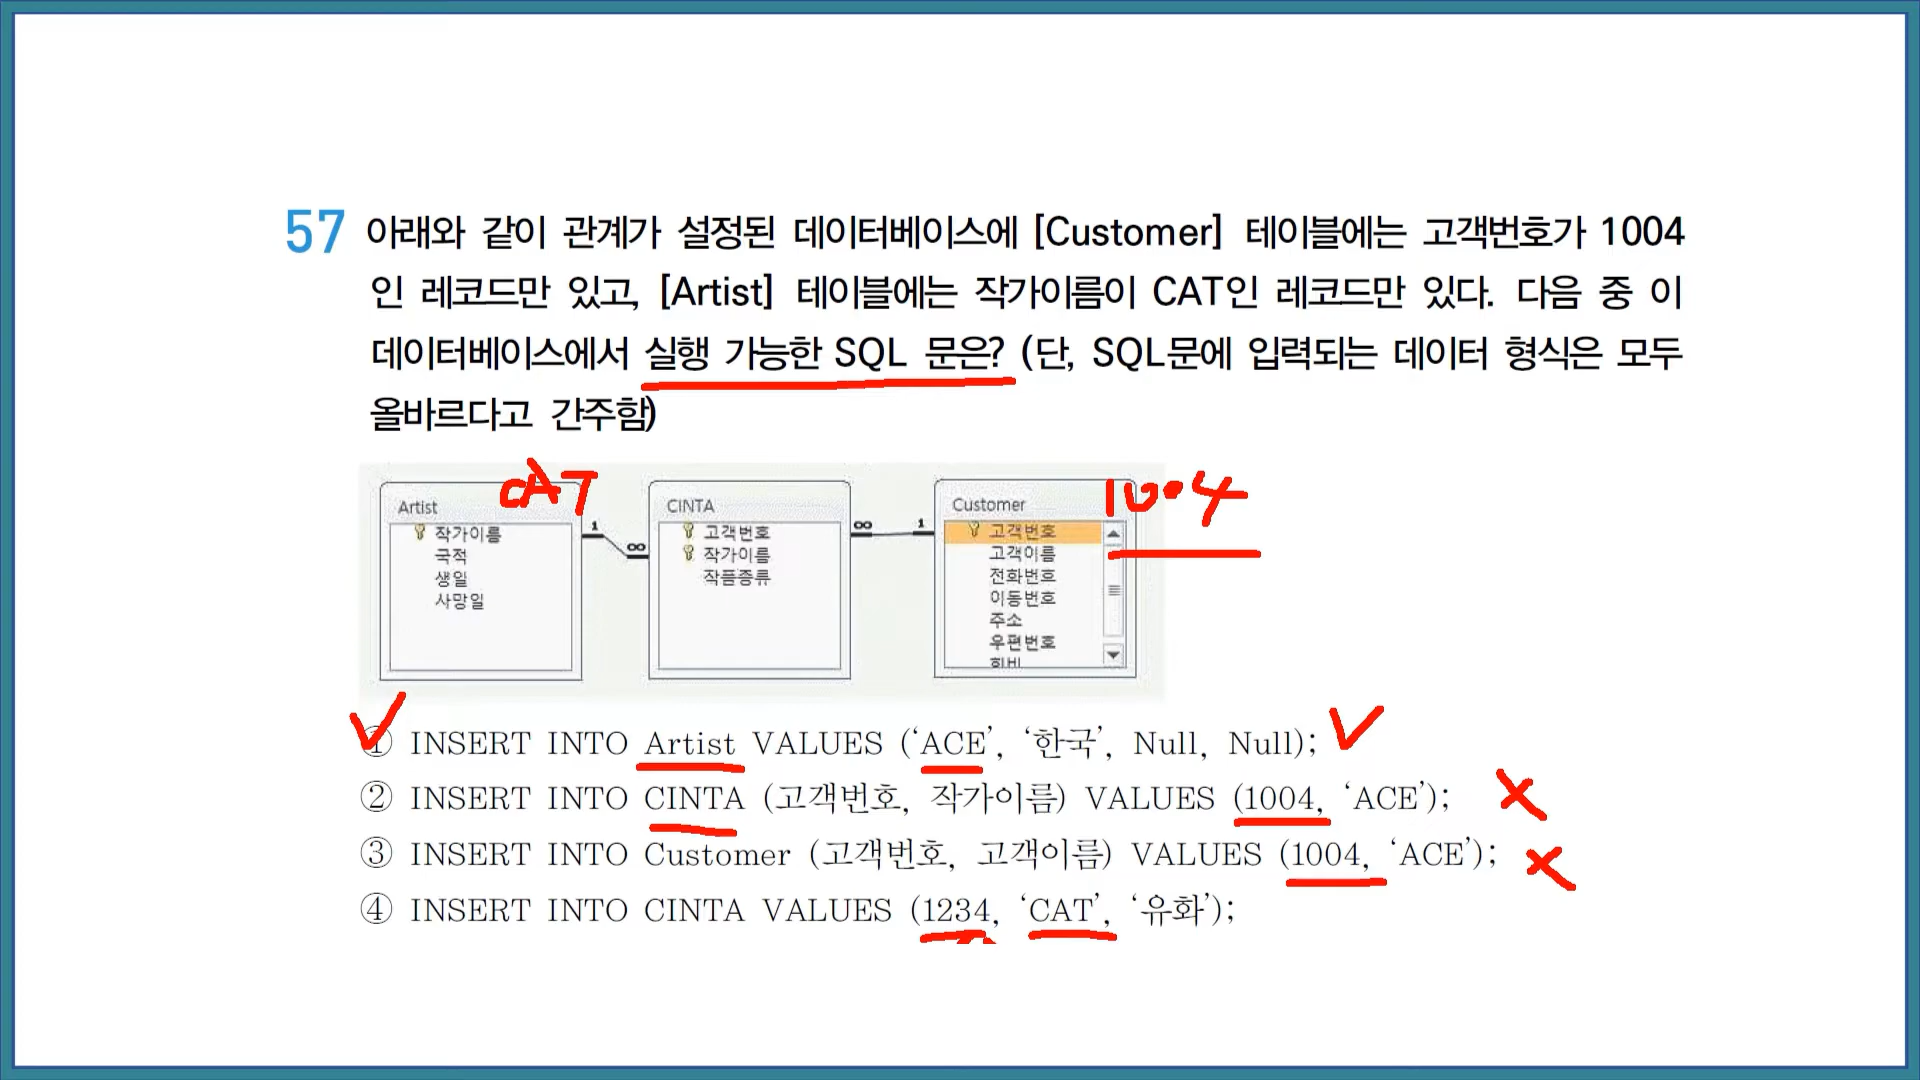 57 아래와 같이 관계가 설정된 데이터베이스에 [Customer] 테이블에는 고객번호가 1004
인 레코드만 있고, [Artist] 테이블에는 작가이름이 CAT인 레코드만 있다. 다음 중 이
데이터베이스에서 실행 가능한 SQL 문은? (단, SQL문에 입력되는 데이터 형식은 모두
올바르다고 간주함)
CAT
1004
Artist
작가이름
국적
생일
사망일
1
∞
CINTA
고객번호
작가이름
작품종류
∞
1
Customer
고객번호
고객이름
전화번호
이동번호
주소
우편번호
① INSERT INTO Artist VALUES (‘ACE’, ‘한국’, Null, Null);
② INSERT INTO CINTA (고객번호, 작가이름) VALUES (1004, ‘ACE’);
③ INSERT INTO Customer (고객번호, 고객이름) VALUES (1004, ‘ACE’);
④ INSERT INTO CINTA VALUES (1234, ‘CAT’, ‘유화’);